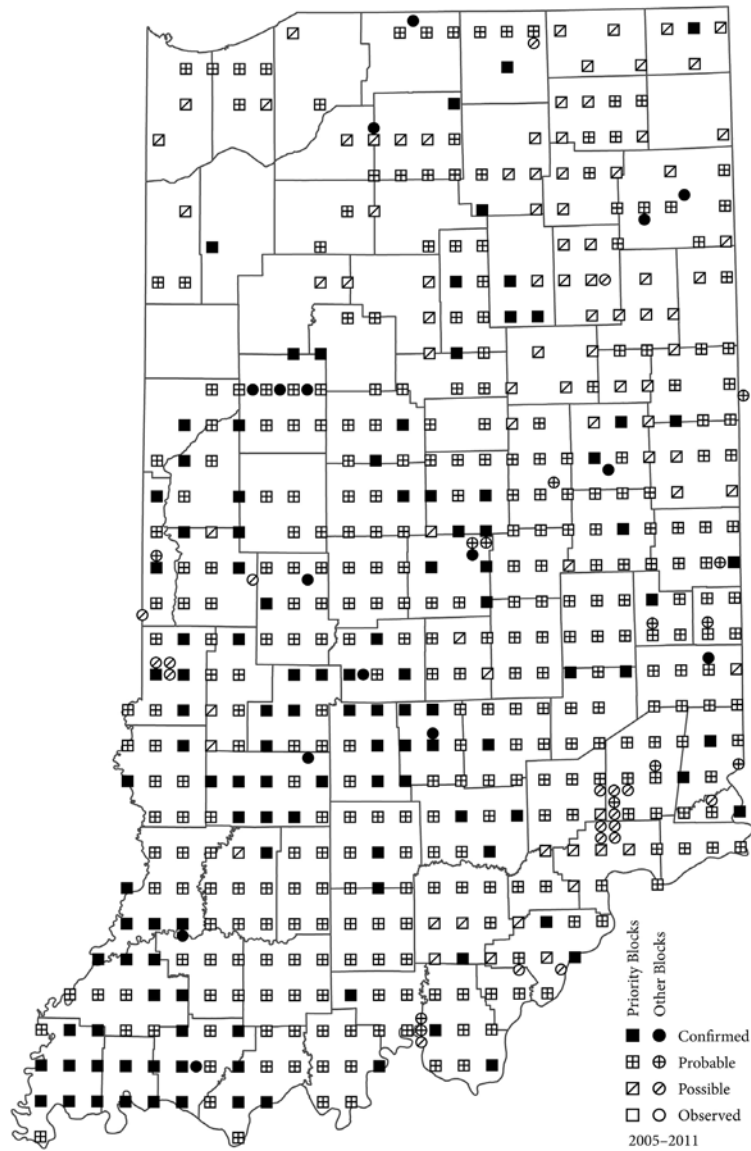 Priority Blocks
Other Blocks
Confirmed
Probable
Possible
Observed
2005–2011